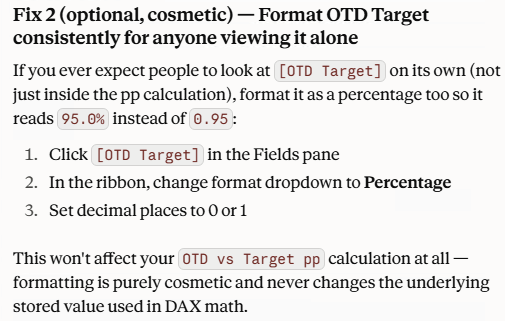 Fix 2 (optional, cosmetic) — Format OTD Target
consistently for anyone viewing it alone
If you ever expect people to look at [OTD Target] on its own (not
just inside the pp calculation), format it as a percentage too so it
reads 95.0% instead of 0.95:
1. Click [OTD Target] in the Fields pane
2. In the ribbon, change format dropdown to Percentage
3. Set decimal places to 0 or 1
This won't affect your OTD vs Target pp calculation at all —
formatting is purely cosmetic and never changes the underlying
stored value used in DAX math.